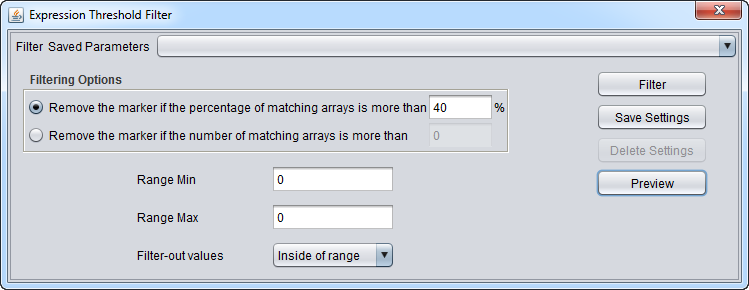 Expression Threshold Filter
Filter Saved Parameters
Filtering Options
Remove the marker if the percentage of matching arrays is more than 40 %
Remove the marker if the number of matching arrays is more than 0
Range Min 0
Range Max 0
Filter-out values Inside of range
Filter
Save Settings
Delete Settings
Preview